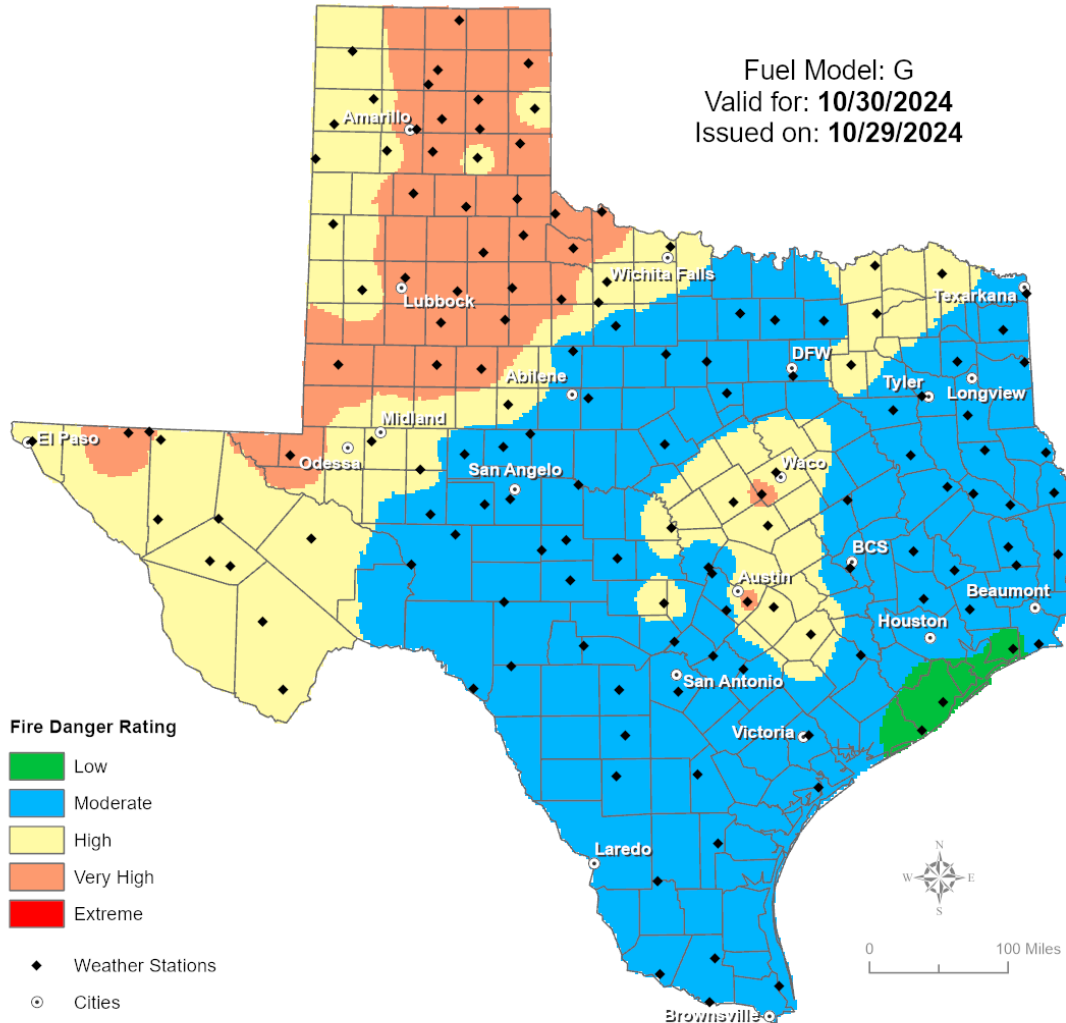 Fuel Model: G
Valid for: 10/30/2024
Issued on: 10/29/2024
Amarillo
Wichita Falls
Lubbock
Texarkana
DFW
Abilene
Tyler
Longview
Midland
El Paso
Odessa
San Angelo
Waco
BCS
Austin
Beaumont
Houston
San Antonio
Victoria
Laredo
Brownsville
Fire Danger Rating
Low
Moderate
High
Very High
Extreme
Weather Stations
Cities
N
W E
S
0 100 Miles